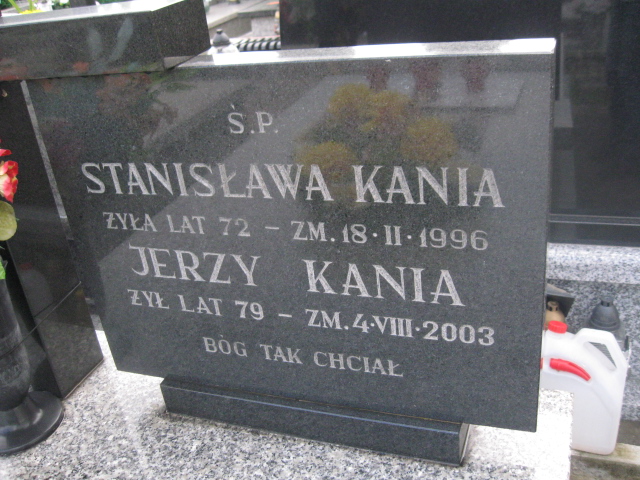 Ś.P.
STANISŁAWA KANIA
ŻYŁA LAT 72 – ZM. 18·II·1996
JERZY KANIA
ŻYŁ LAT 79 – ZM. 4·VIII·2003
BÓG TAK CHCIAŁ